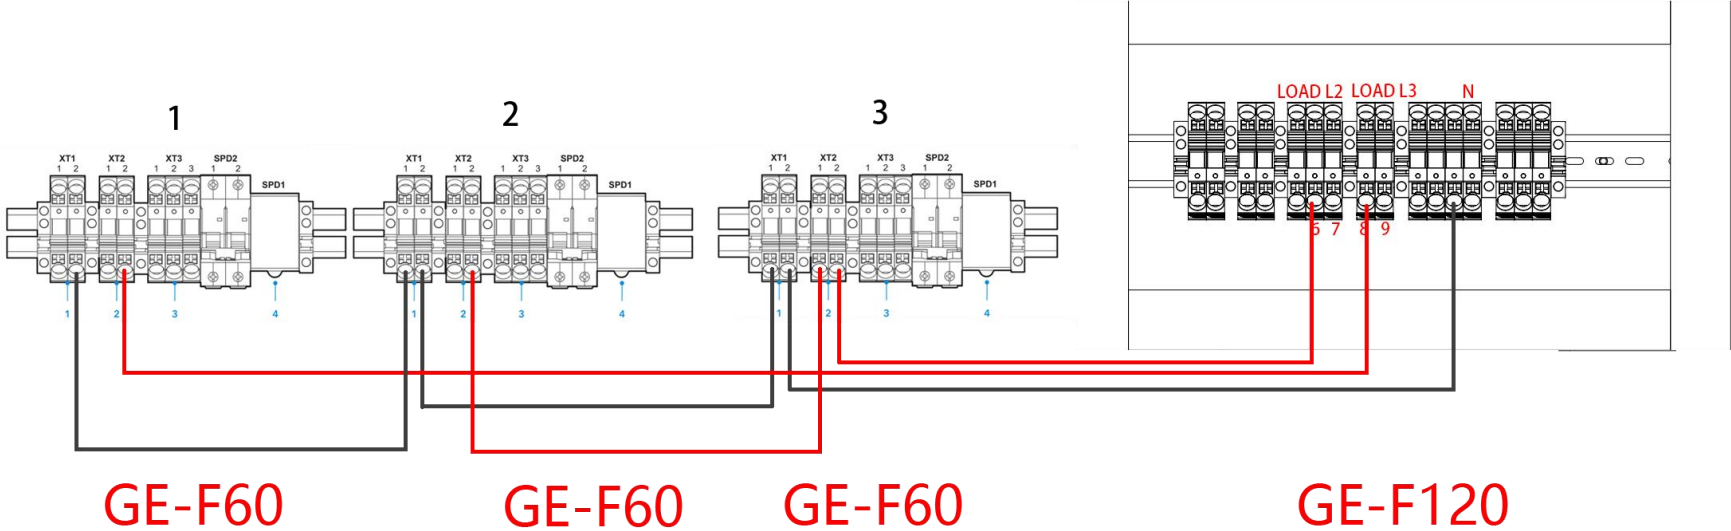 1
2
3
LOAD L2 LOAD L3 N
XT1 XT2 XT3 SPD2
1 2 1 2 1 2 3 1 2
SPD1
XT1 XT2 XT3 SPD2
1 2 1 2 1 2 3 1 2
SPD1
XT1 XT2 XT3 SPD2
1 2 1 2 1 2 3 1 2
SPD1
6 7 8 9
1 2 3 4
1 2 3 4
1 2 3 4
GE-F60
GE-F60
GE-F60
GE-F120